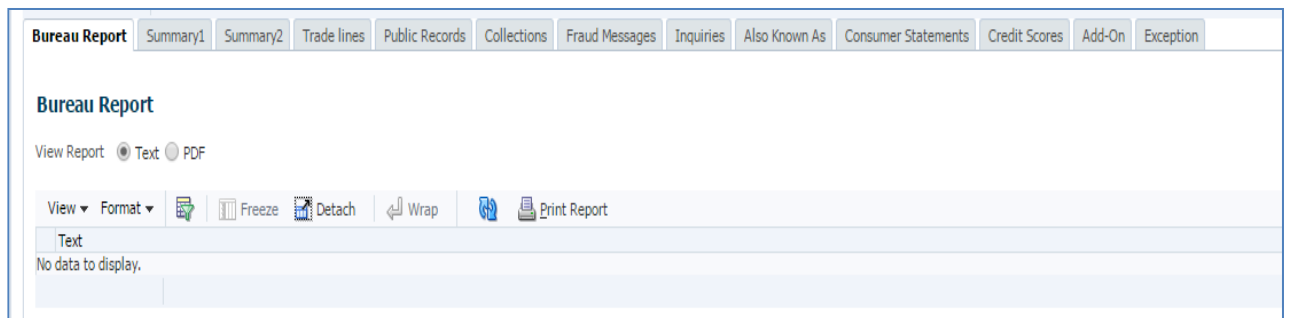 Bureau Report Summary1 Summary2 Trade lines Public Records Collections Fraud Messages Inquiries Also Known As Consumer Statements Credit Scores Add-On Exception
Bureau Report
View Report Text PDF
View Format Freeze Detach Wrap Print Report
Text
No data to display.